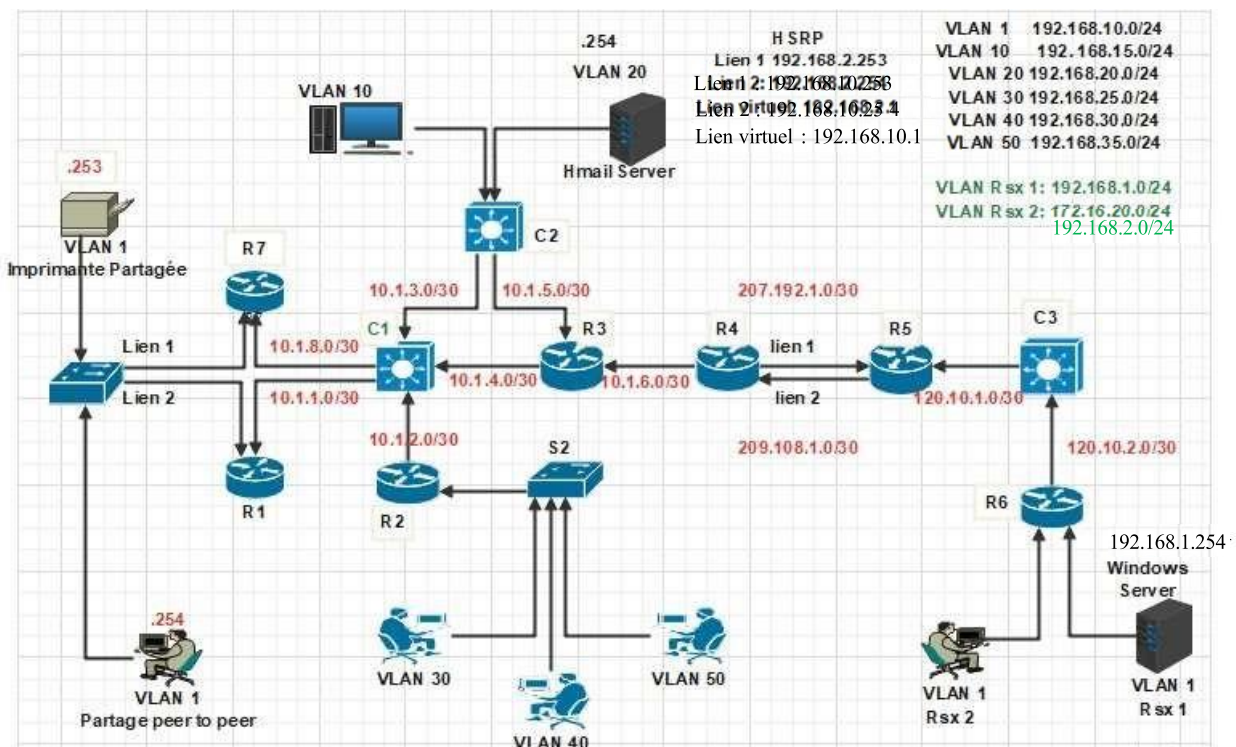 .254
VLAN 20
HSRP
Lien 1 192.168.2.253
Lien virtuel : 192.168.10.1
VLAN 1 192.168.10.0/24
VLAN 10 192.168.15.0/24
VLAN 20 192.168.20.0/24
VLAN 30 192.168.25.0/24
VLAN 40 192.168.30.0/24
VLAN 50 192.168.35.0/24
VLAN Rsx 1: 192.168.1.0/24
VLAN Rsx 2: 172.16.20.0/24
192.168.2.0/24
VLAN 10
Hmail Server
.253
VLAN 1
Imprimante Partagée
R7
C2
10.1.3.0/30
10.1.5.0/30
207.192.1.0/30
C1
R3
R4
R5
C3
Lien 1
10.1.8.0/30
lien 1
Lien 2
10.1.1.0/30
10.1.4.0/30
10.1.6.0/30
lien 2
120.10.1.0/30
10.1.2.0/30
S2
209.108.1.0/30
120.10.2.0/30
R1
R2
R6
192.168.1.254
Windows
Server
.254
VLAN 1
Partage peer to peer
VLAN 30
VLAN 40
VLAN 50
VLAN 1
Rsx 2
VLAN 1
Rsx 1